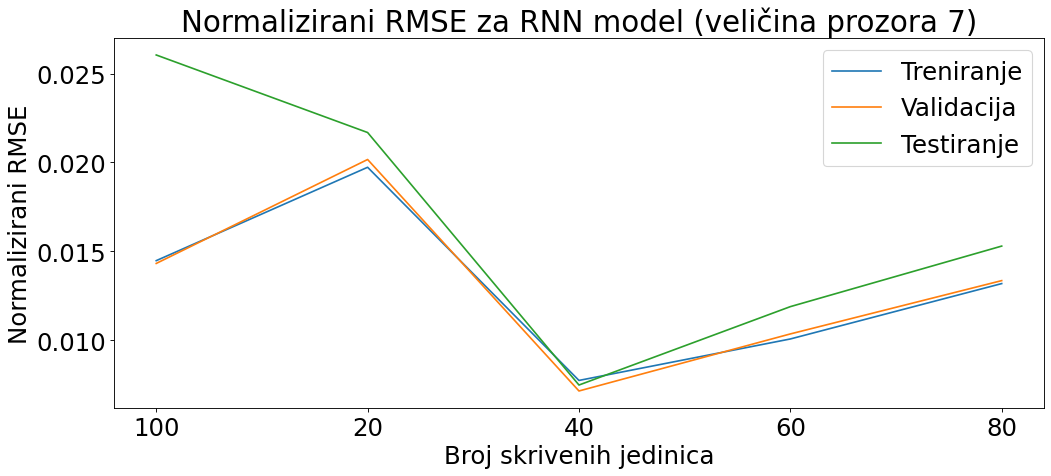 Normalizirani RMSE za RNN model (veličina prozora 7)
Treniranje
Validacija
Testiranje
Normalizirani RMSE
0.025
0.020
0.015
0.010
100 20 40 60 80
Broj skrivenih jedinica